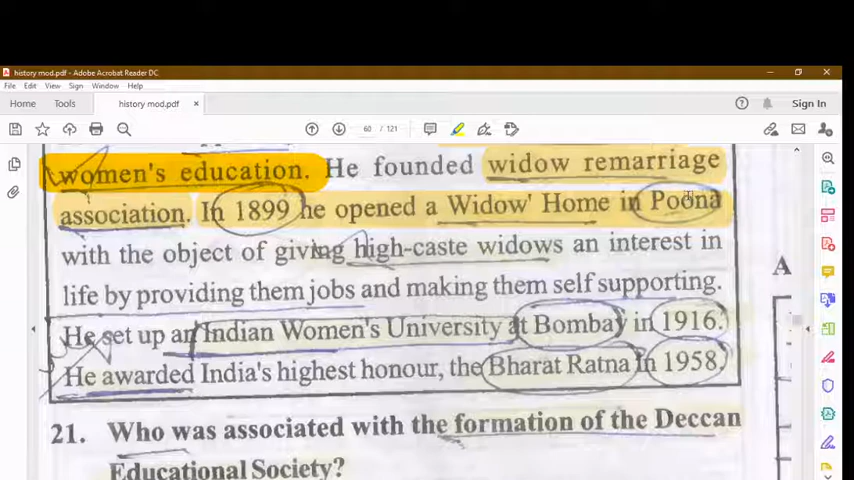 history mod.pdf - Adobe Acrobat Reader DC
File Edit View Sign Window Help
Home Tools history mod.pdf × Sign In
60 / 121
women's education. He founded widow remarriage
association. In 1899 he opened a Widow' Home in Poona
with the object of giving high-caste widows an interest in
life by providing them jobs and making them self supporting.
He set up an Indian Women's University at Bombay in 1916.
He awarded India's highest honour, the Bharat Ratna in 1958.
A
21. Who was associated with the formation of the Deccan
Educational Society?